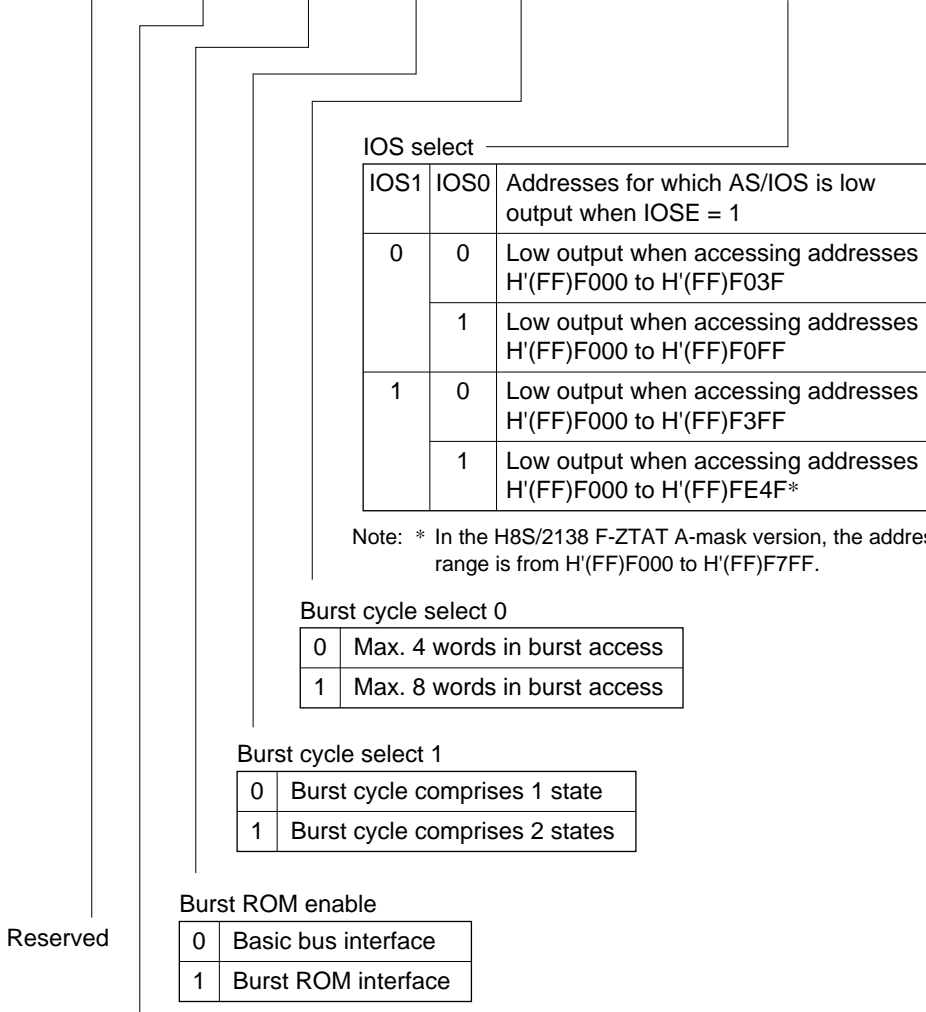 IOS select
IOS1 IOS0 Addresses for which AS/IOS is low
output when IOSE = 1
0 0 Low output when accessing addresses
H'(FF)F000 to H'(FF)F03F
1 Low output when accessing addresses
H'(FF)F000 to H'(FF)F0FF
1 0 Low output when accessing addresses
H'(FF)F000 to H'(FF)F3FF
1 Low output when accessing addresses
H'(FF)F000 to H'(FF)FE4F*
Note: * In the H8S/2138 F-ZTAT A-mask version, the
range is from H'(FF)F000 to H'(FF)F7FF.
Burst cycle select 0
0 Max. 4 words in burst access
1 Max. 8 words in burst access
Burst cycle select 1
0 Burst cycle comprises 1 state
1 Burst cycle comprises 2 states
Burst ROM enable
Reserved
0 Basic bus interface
1 Burst ROM interface